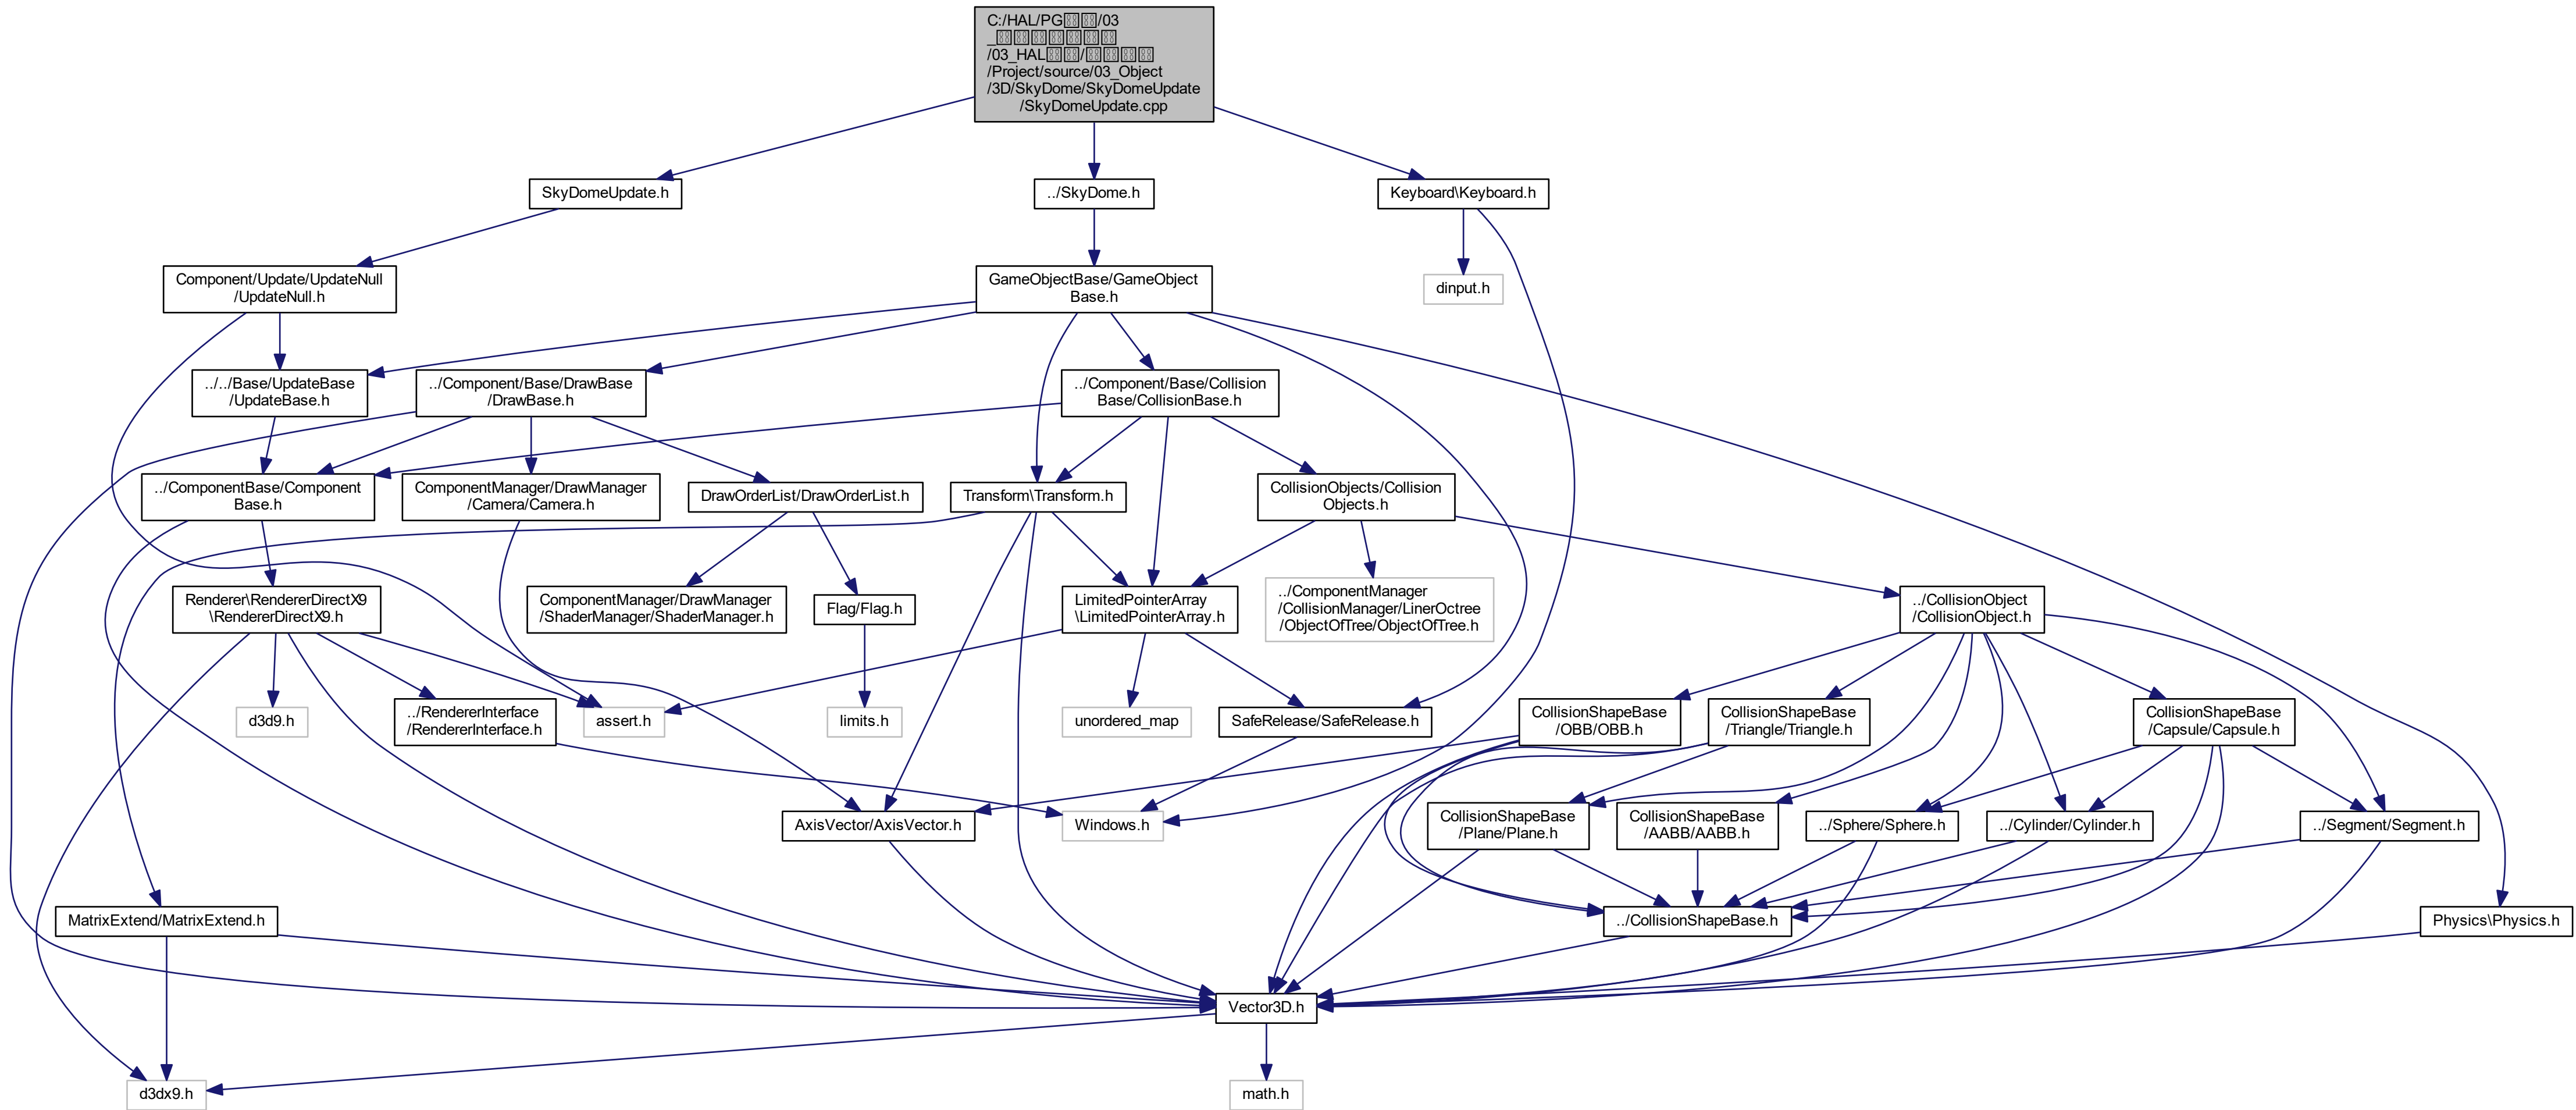 C:/HAL/PG/03
_
/03_HAL/
/Project/source/03_Object
/3D/SkyDome/SkyDomeUpdate
/SkyDomeUpdate.cpp
SkyDomeUpdate.h
../SkyDome.h
Keyboard\Keyboard.h
Component/Update/UpdateNull
/UpdateNull.h
GameObjectBase/GameObject
Base.h
dinput.h
../../Base/UpdateBase
/UpdateBase.h
../Component/Base/DrawBase
/DrawBase.h
../Component/Base/Collision
Base/CollisionBase.h
../ComponentBase/Component
Base.h
ComponentManager/DrawManager
/Camera/Camera.h
DrawOrderList/DrawOrderList.h
Transform\Transform.h
CollisionObjects/Collision
Objects.h
Renderer\RendererDirectX9
\RendererDirectX9.h
ComponentManager/DrawManager
/ShaderManager/ShaderManager.h
Flag/Flag.h
LimitedPointerArray
\LimitedPointerArray.h
../ComponentManager
/CollisionManager/LinerOctree
/ObjectOfTree/ObjectOfTree.h
../CollisionObject
/CollisionObject.h
d3d9.h
../RendererInterface
/RendererInterface.h
assert.h
limits.h
unordered_map
SafeRelease/SafeRelease.h
CollisionShapeBase
/OBB/OBB.h
CollisionShapeBase
/Triangle/Triangle.h
CollisionShapeBase
/Capsule/Capsule.h
AxisVector/AxisVector.h
Windows.h
CollisionShapeBase
/Plane/Plane.h
CollisionShapeBase
/AABB/AABB.h
../Sphere/Sphere.h
../Cylinder/Cylinder.h
../Segment/Segment.h
MatrixExtend/MatrixExtend.h
../CollisionShapeBase.h
Physics\Physics.h
Vector3D.h
d3dx9.h
math.h